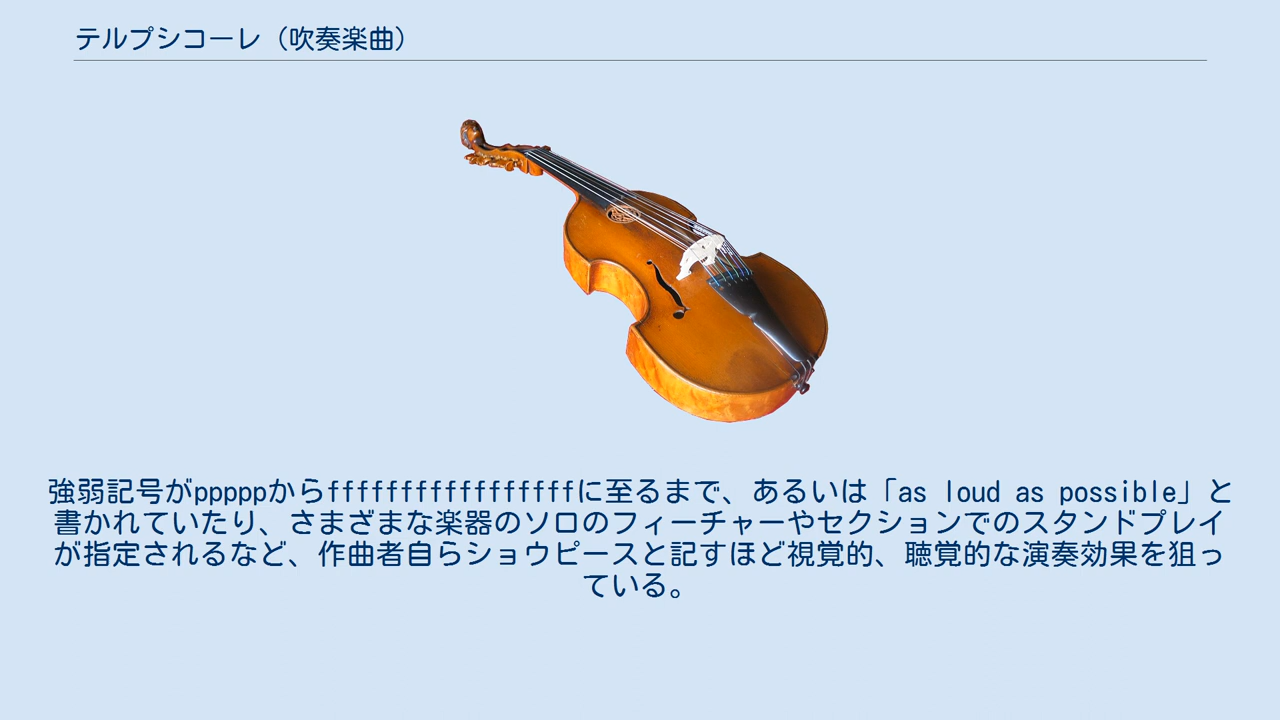 テルプシコーレ（吹奏楽曲）
強弱記号がpppppからfffffffffffffffffに至るまで、あるいは「as loud as possible」と
書かれていたり、さまざまな楽器のソロのフィーチャーやセクションでのスタンドプレイ
が指定されるなど、作曲者自らショウピースと記すほど視覚的、聴覚的な演奏効果を狙っ
ている。